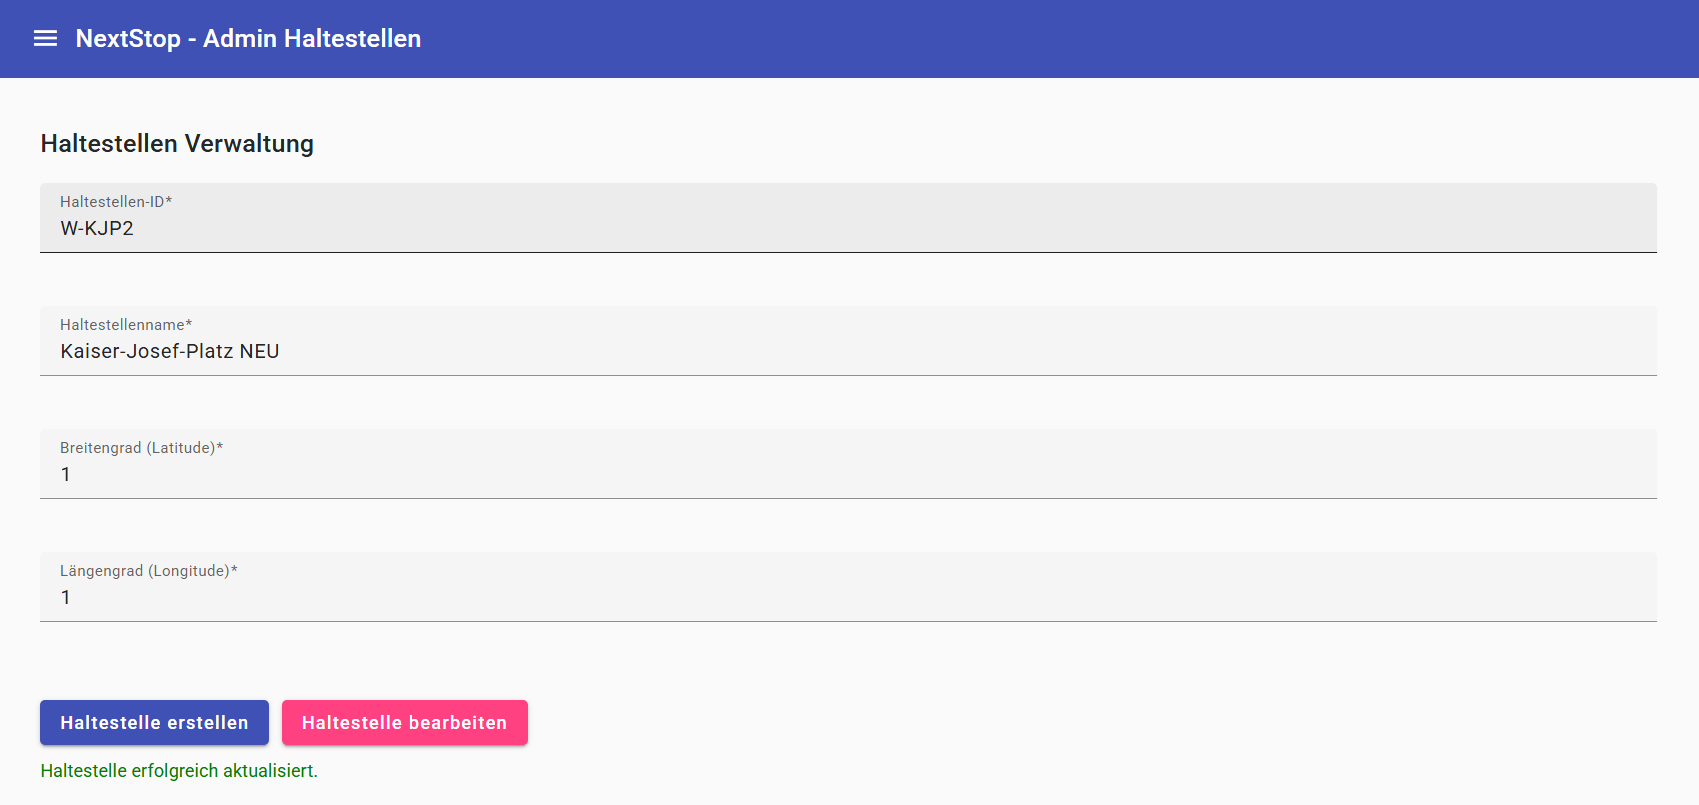 NextStop - Admin Haltestellen
Haltestellen Verwaltung
Haltestellen-ID*
W-KJP2
Haltestellenname*
Kaiser-Josef-Platz NEU
Breitengrad (Latitude)*
1
Längengrad (Longitude)*
1
Haltestelle erstellen Haltestelle bearbeiten
Haltestelle erfolgreich aktualisiert.